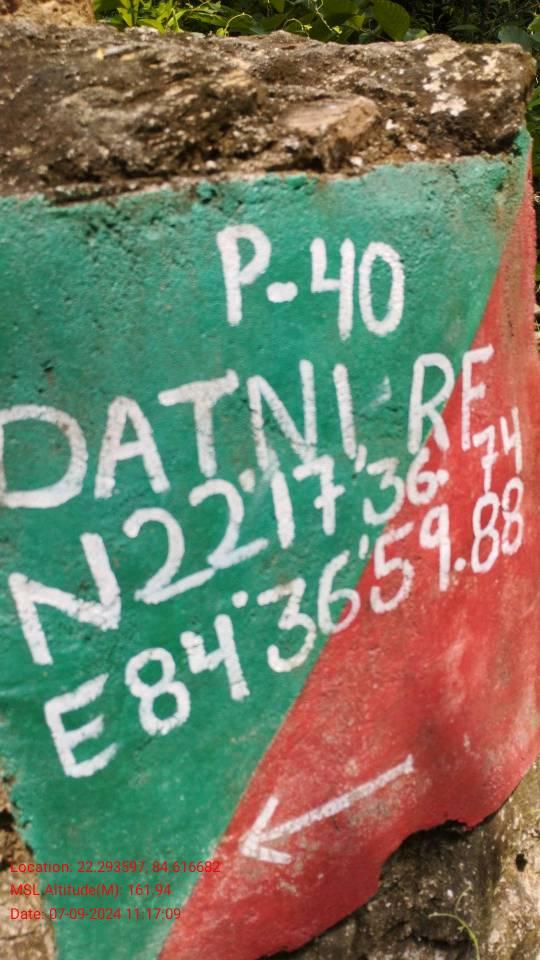 P-40
DATNI RF
N22°17'36.74
E84°36'59.88
Location: 22.293597, 84.616682
MSL Altitude(M): 161.94
Date: 07-09-2024 11:17:09